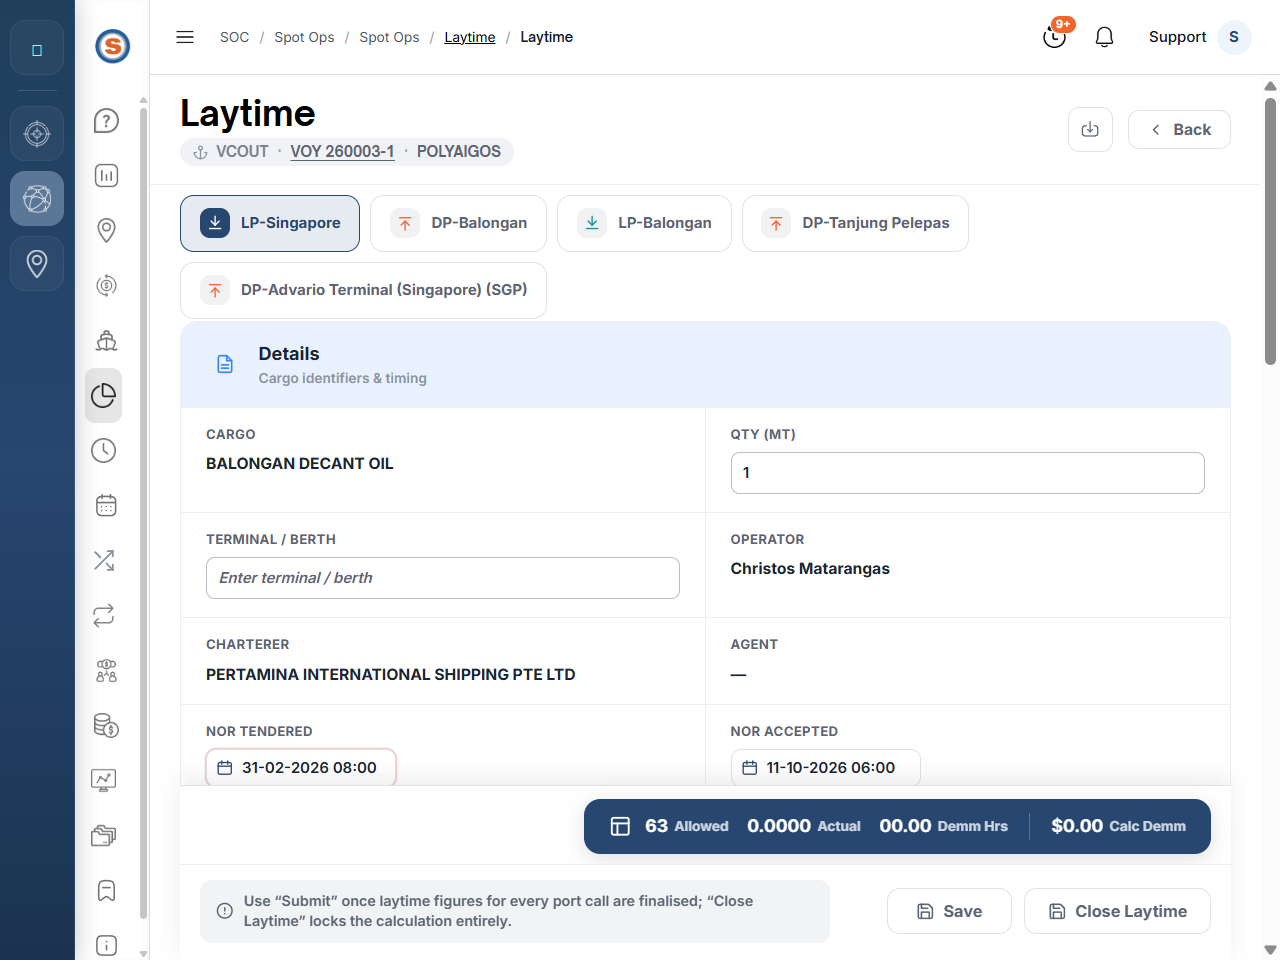 SOC / Spot Ops / Spot Ops / Laytime / Laytime
9+
Support S
S
Laytime
VCOUT · VOY 260003-1 · POLYAIGOS
Back
LP-Singapore
DP-Balongan
LP-Balongan
DP-Tanjung Pelepas
DP-Advario Terminal (Singapore) (SGP)
Details
Cargo identifiers & timing
CARGO
BALONGAN DECANT OIL
QTY (MT)
1
TERMINAL / BERTH
Enter terminal / berth
OPERATOR
Christos Matarangas
CHARTERER
PERTAMINA INTERNATIONAL SHIPPING PTE LTD
AGENT
—
NOR TENDERED
31-02-2026 08:00
NOR ACCEPTED
11-10-2026 06:00
63 Allowed 0.0000 Actual 00.00 Demm Hrs $0.00 Calc Demm
Use “Submit” once laytime figures for every port call are finalised; “Close
Laytime” locks the calculation entirely.
Save
Close Laytime